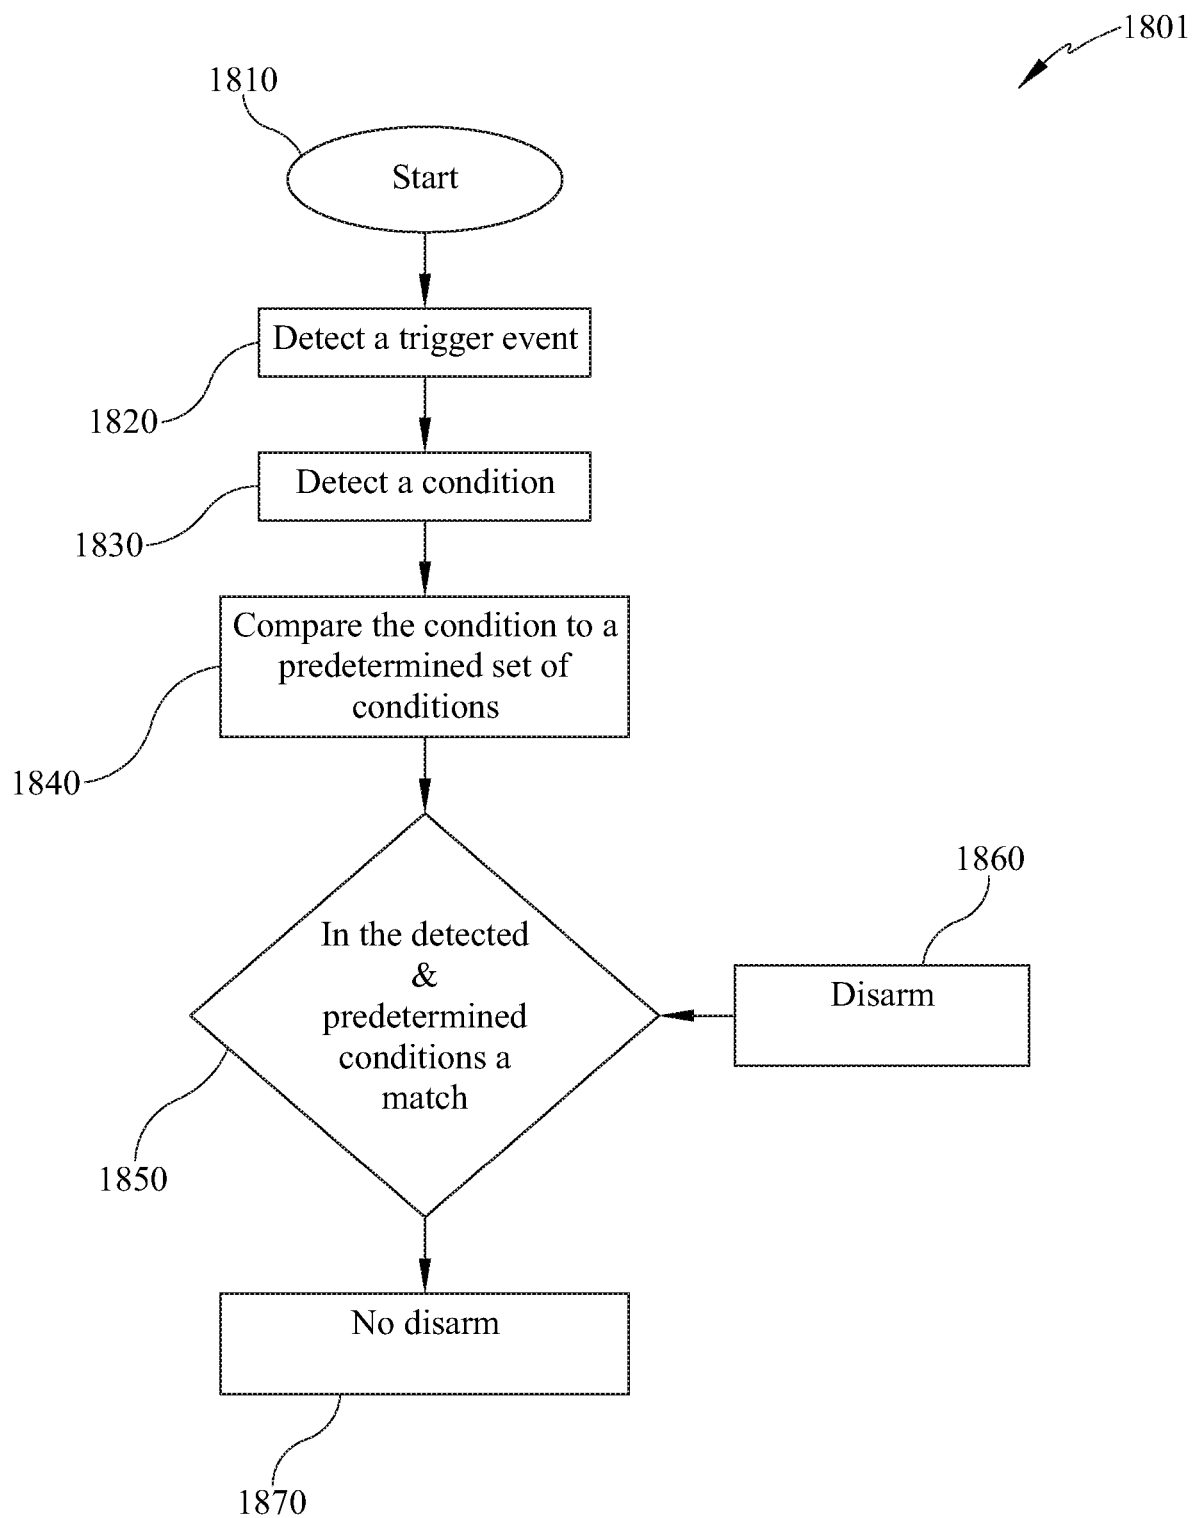 1801
1810
Start
Detect a trigger event
1820
Detect a condition
1830
Compare the condition to a
predetermined set of
conditions
1840
1860
In the detected
&
predetermined
conditions a
match
Disarm
1850
No disarm
1870